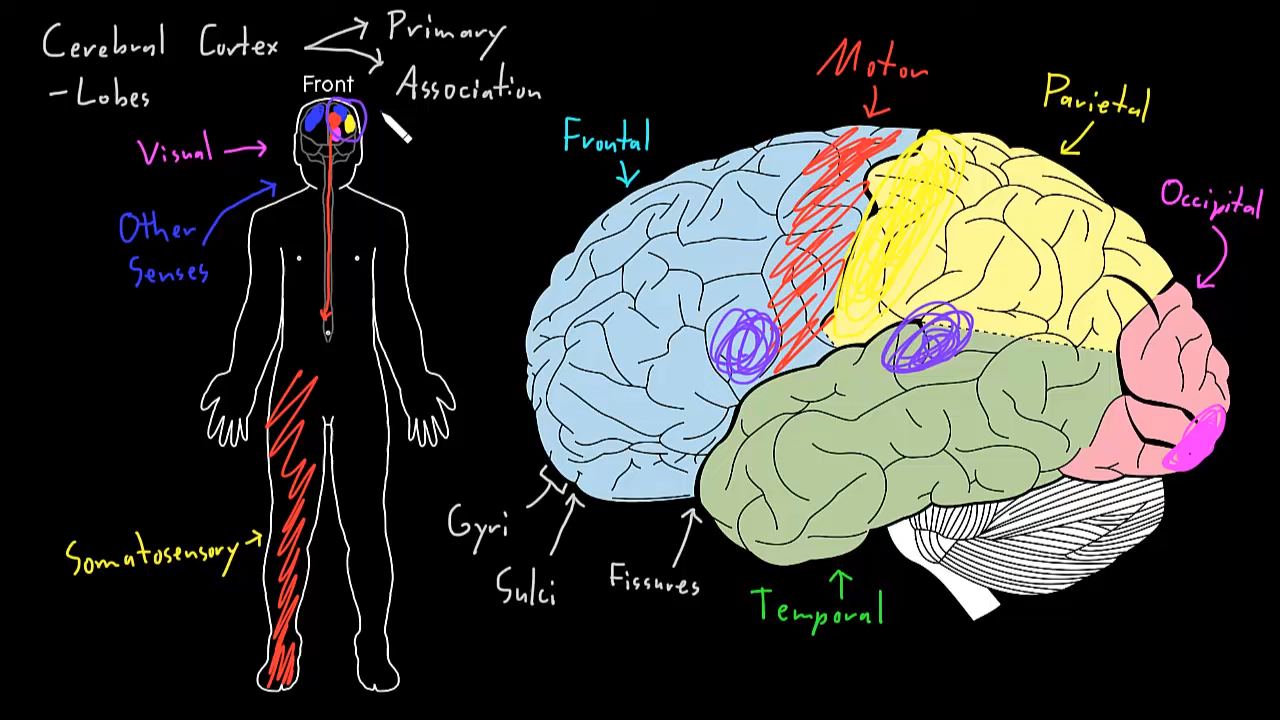 Cerebral Cortex
-Lobes
Primary
Association
Front
Visual
Other
Senses
Somatosensory
Frontal
Motor
Parietal
Occipital
Gyri
Sulci
Fissures
Temporal